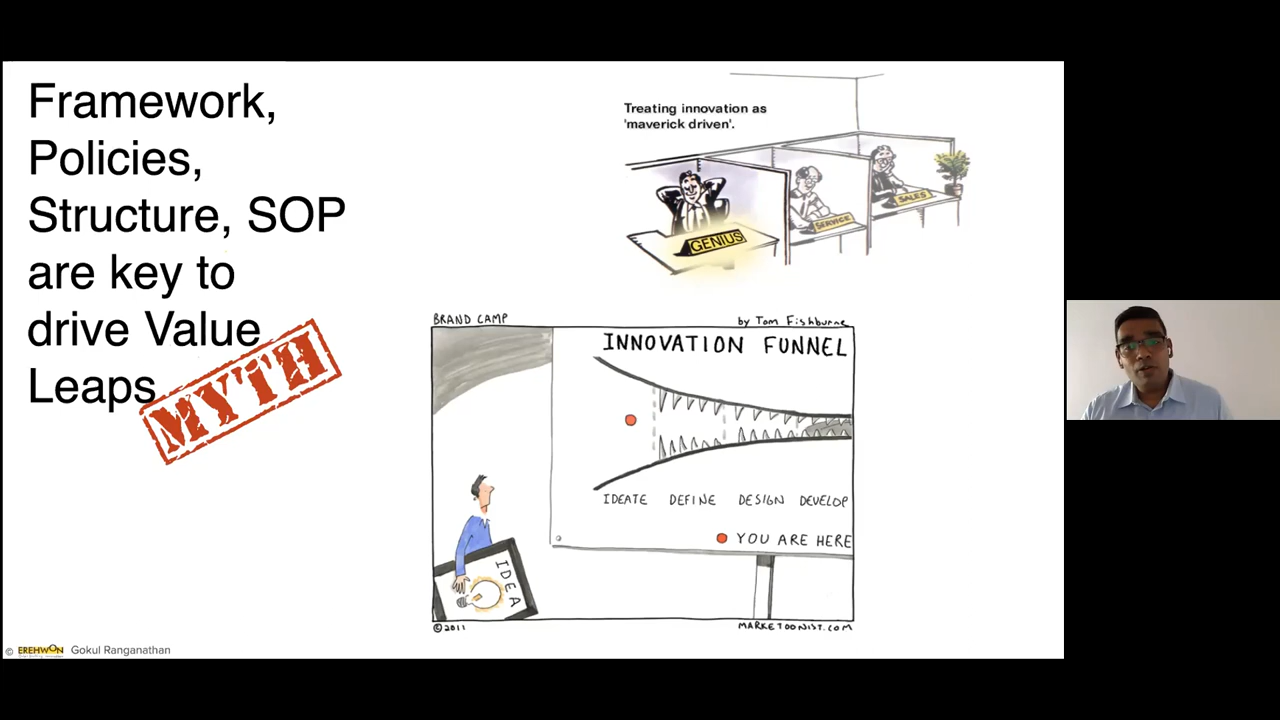 Framework,
Policies,
Structure, SOP
are key to
drive Value
Leaps
MYTH
Treating innovation as
'maverick driven'.
GENIUS
SERVICE
SALES
BRAND CAMP
by Tom Fishburne
INNOVATION FUNNEL
IDEATE DEFINE DESIGN DEVELOP
YOU ARE HERE
IDEA
©2011
MARKETOONIST.COM
© EREHWON Gokul Ranganathan